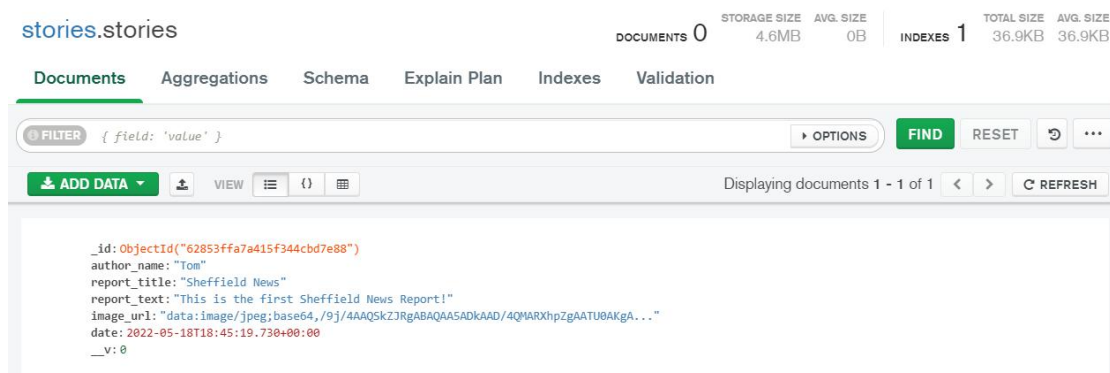 stories.stories
DOCUMENTS 0 STORAGE SIZE 4.6MB AVG. SIZE 0B INDEXES 1 TOTAL SIZE 36.9KB AVG. SIZE 36.9KB
Documents Aggregations Schema Explain Plan Indexes Validation
FILTER { field: 'value' } OPTIONS FIND RESET ...
ADD DATA VIEW {} Displaying documents 1 - 1 of 1 < > REFRESH
_id: ObjectId("62853ffa7a415f344cbd7e88")
author_name: "Tom"
report_title: "Sheffield News"
report_text: "This is the first Sheffield News Report!"
image_url: "data:image/jpeg;base64,/9j/4AAQSkZJRgABAQAASADkAAD/4QMARXhpZgAATU0AKgA..."
date: 2022-05-18T18:45:19.730+00:00
__v: 0